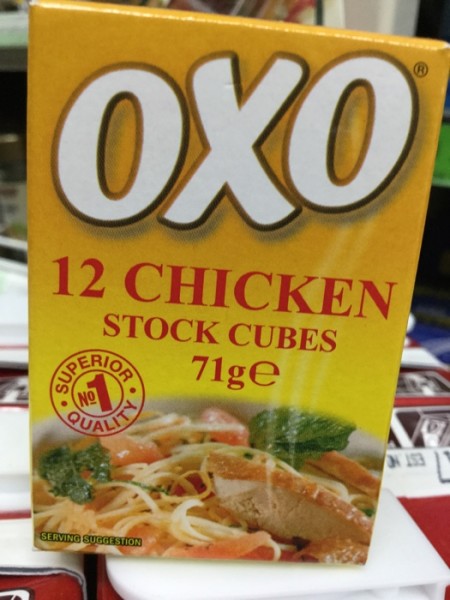 OXO®
12 CHICKEN
STOCK CUBES
71g℮
SUPERIOR
No1
QUALITY
SERVING SUGGESTION